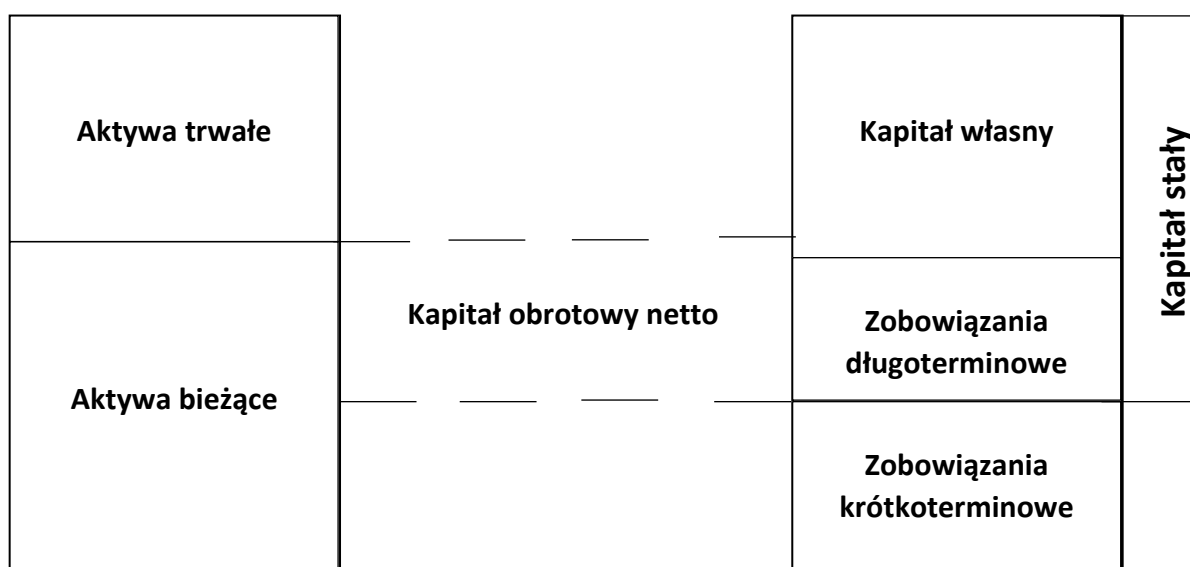 Aktywa trwałe
Kapitał własny
Kapitał stały
Kapitał obrotowy netto
Zobowiązania
długoterminowe
Aktywa bieżące
Zobowiązania
krótkoterminowe